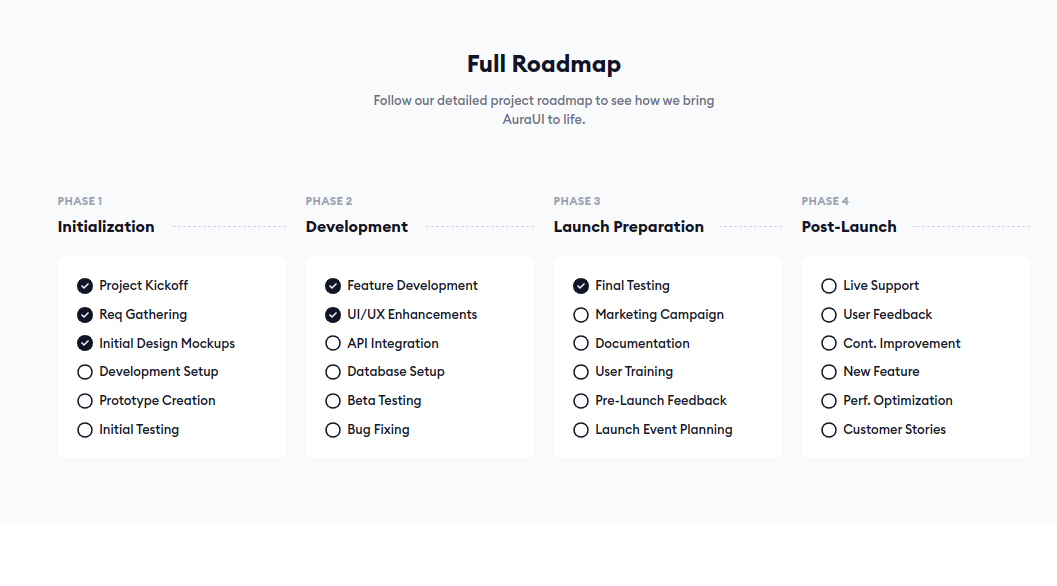 Full Roadmap
Follow our detailed project roadmap to see how we bring
AuraUI to life.
PHASE 1
Initialization
Project Kickoff
Req Gathering
Initial Design Mockups
Development Setup
Prototype Creation
Initial Testing
PHASE 2
Development
Feature Development
UI/UX Enhancements
API Integration
Database Setup
Beta Testing
Bug Fixing
PHASE 3
Launch Preparation
Final Testing
Marketing Campaign
Documentation
User Training
Pre-Launch Feedback
Launch Event Planning
PHASE 4
Post-Launch
Live Support
User Feedback
Cont. Improvement
New Feature
Perf. Optimization
Customer Stories